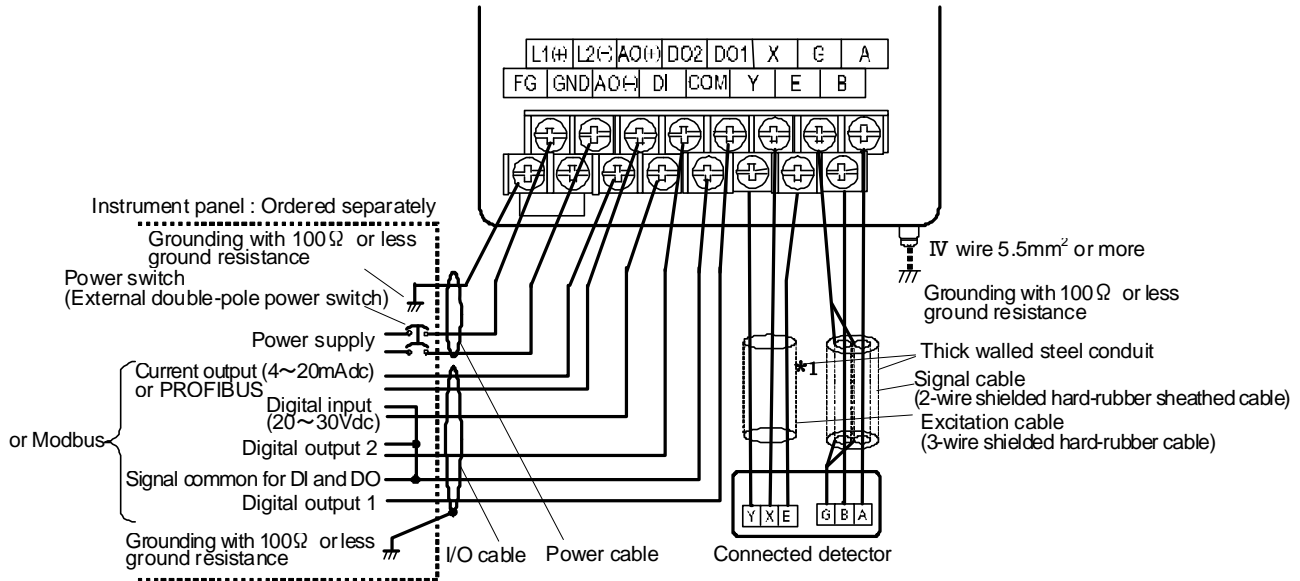 L1(+) L2(-) AO(+) DO2 DO1 X G A
FG GND AO(-) DI COM Y E B
Instrument panel : Ordered separately
Grounding with 100Ω or less
ground resistance
Power switch
(External double-pole power switch)
Power supply
Current output (4～20mAdc)
or PROFIBUS
Digital input
(20～30Vdc)
or Modbus
Digital output 2
Signal common for DI and DO
Digital output 1
Grounding with 100Ω or less
ground resistance
I/O cable
Power cable
IV wire 5.5mm² or more
Grounding with 100Ω or less
ground resistance
Thick walled steel conduit
*1
Signal cable
(2-wire shielded hard-rubber sheathed cable)
Excitation cable
(3-wire shielded hard-rubber cable)
Y X E G B A
Connected detector